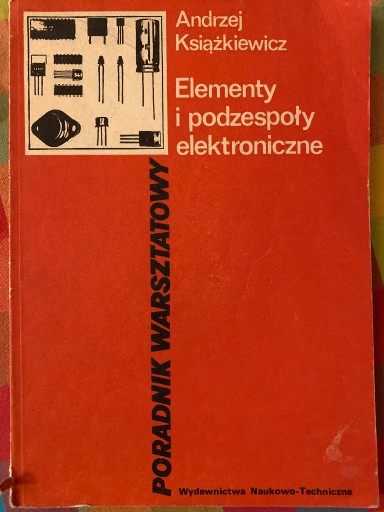 Andrzej
Książkiewicz
Elementy
i podzespoły
elektroniczne
PORADNIK WARSZTATOWY
Wydawnictwa Naukowo-Techniczne